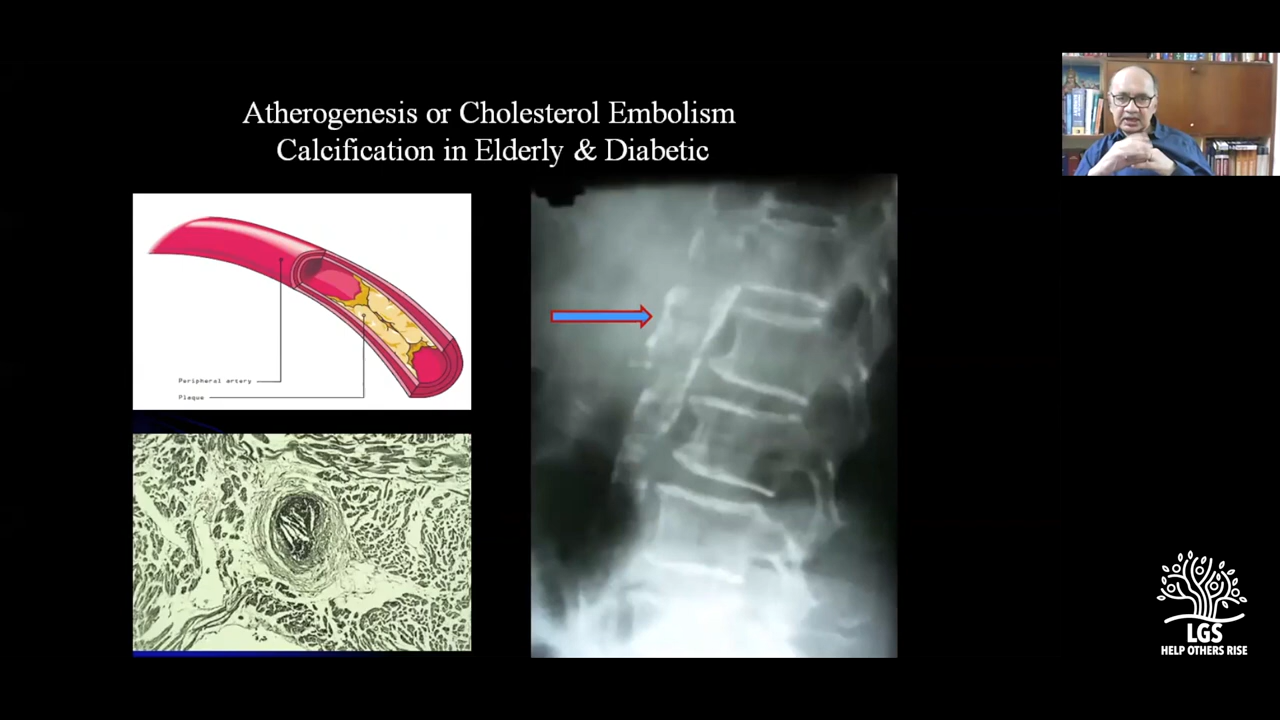 Atherogenesis or Cholesterol Embolism
Calcification in Elderly & Diabetic
Peripheral artery
Plaque
LGS
HELP OTHERS RISE